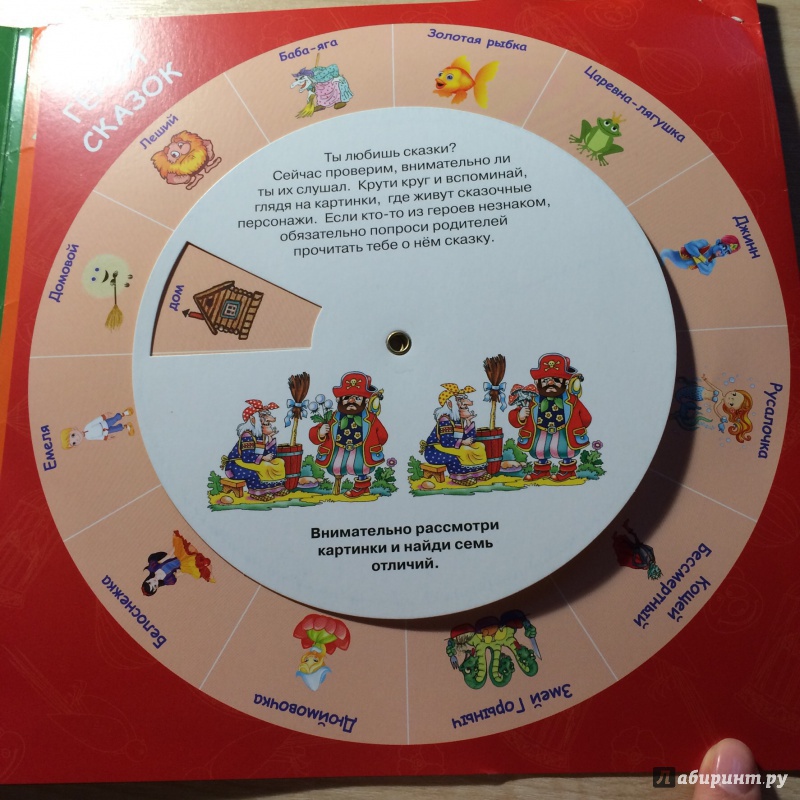 ГЕРОИ
СКАЗОК
Баба-яга
Золотая рыбка
Царевна-лягушка
Джинн
Русалочка
Кощей
Бессмертный
Змей Горыныч
Дюймовочка
Белоснежка
Емеля
Домовой
Леший
Ты любишь сказки?
Сейчас проверим, внимательно ли
ты их слушал. Крути круг и вспоминай,
глядя на картинки, где живут сказочные
персонажи. Если кто-то из героев незнаком,
обязательно попроси родителей
прочитать тебе о нём сказку.
дом
Внимательно рассмотри
картинки и найди семь
отличий.
Лабиринт.ру